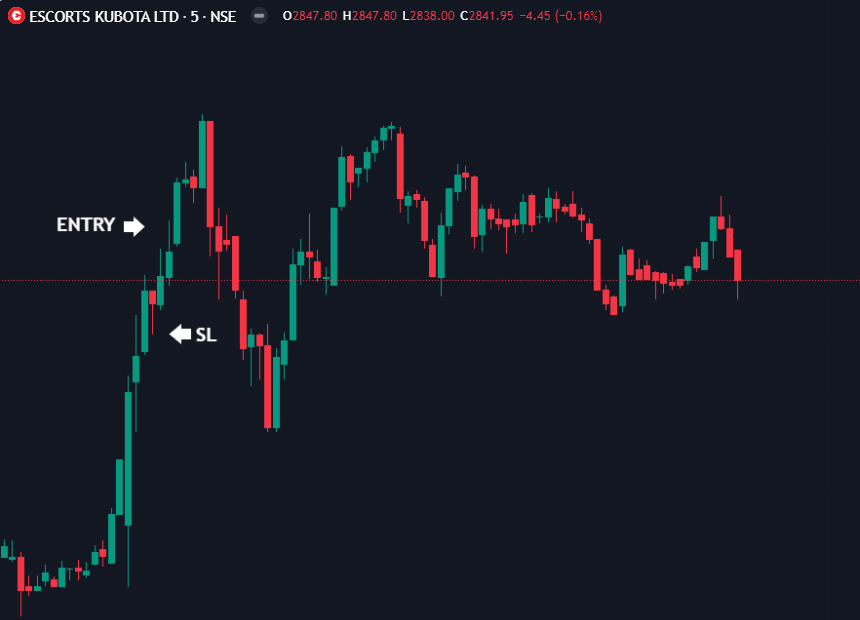 ESCORTS KUBOTA LTD · 5 · NSE O2847.80 H2847.80 L2838.00 C2841.95 −4.45 (−0.16%)
ENTRY
SL